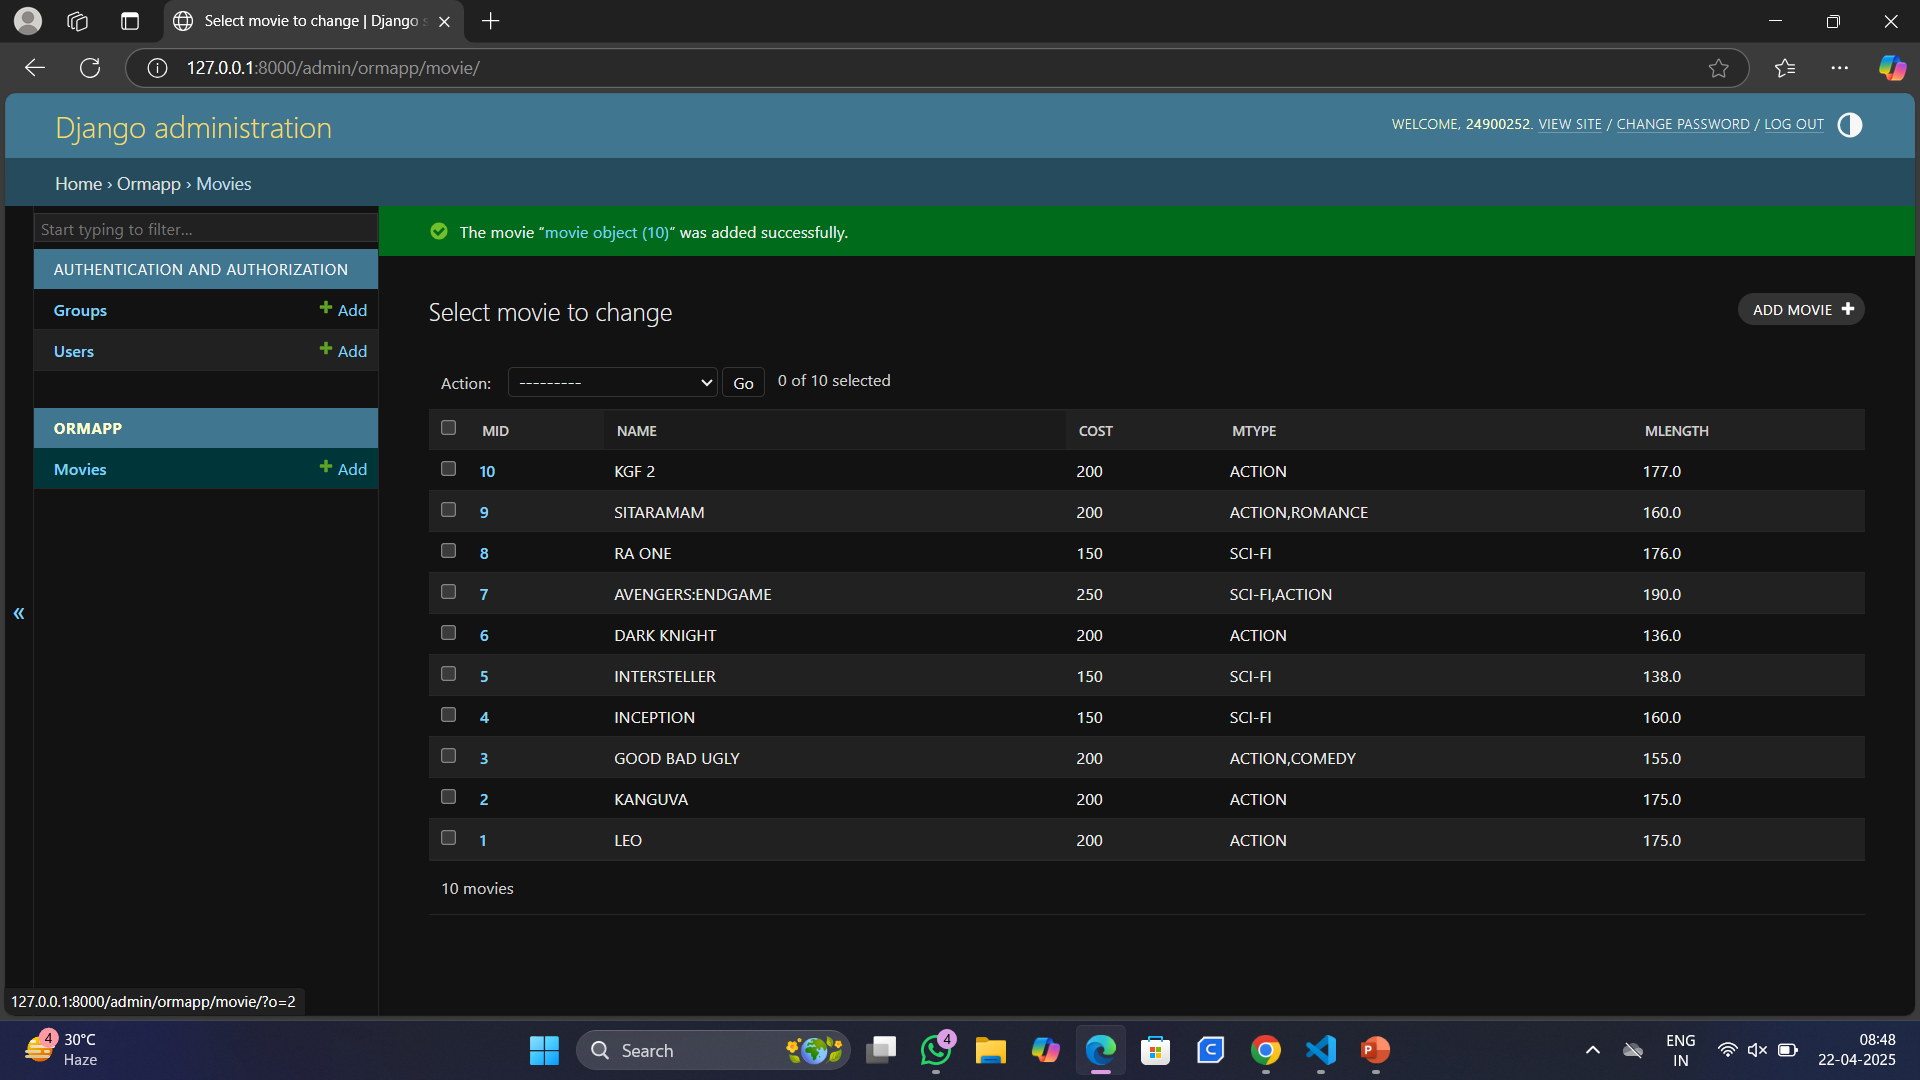 Select movie to change | Django s
127.0.0.1:8000/admin/ormapp/movie/
Django administration
WELCOME, 24900252. VIEW SITE / CHANGE PASSWORD / LOG OUT
Home › Ormapp › Movies
Start typing to filter...
AUTHENTICATION AND AUTHORIZATION
Groups + Add
Users + Add
ORMAPP
Movies + Add
«
The movie “movie object (10)” was added successfully.
Select movie to change
ADD MOVIE +
Action: --------- Go 0 of 10 selected
MID NAME COST MTYPE MLENGTH
10 KGF 2 200 ACTION 177.0
9 SITARAMAM 200 ACTION,ROMANCE 160.0
8 RA ONE 150 SCI-FI 176.0
7 AVENGERS:ENDGAME 250 SCI-FI,ACTION 190.0
6 DARK KNIGHT 200 ACTION 136.0
5 INTERSTELLER 150 SCI-FI 138.0
4 INCEPTION 150 SCI-FI 160.0
3 GOOD BAD UGLY 200 ACTION,COMEDY 155.0
2 KANGUVA 200 ACTION 175.0
1 LEO 200 ACTION 175.0
10 movies
127.0.0.1:8000/admin/ormapp/movie/?o=2
4
30°C
Haze
Search
4
ENG
IN
08:48
22-04-2025